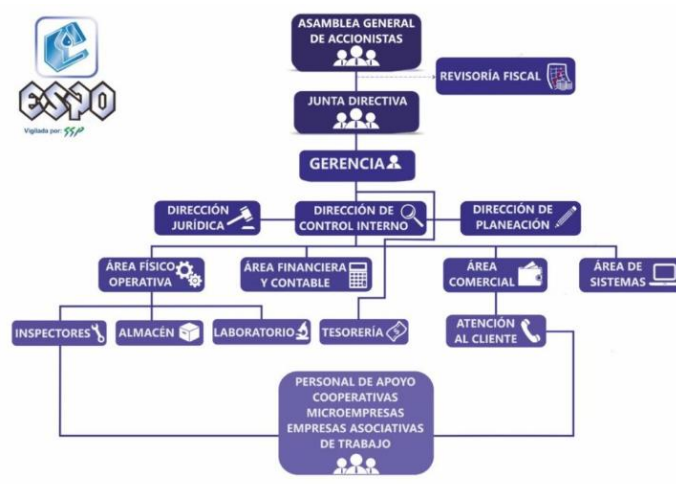 ASAMBLEA GENERAL
DE ACCIONISTAS
REVISORÍA FISCAL
ESPO
Vigilada por: SSPD
JUNTA DIRECTIVA
GERENCIA
DIRECCIÓN
JURÍDICA
DIRECCIÓN DE
CONTROL INTERNO
DIRECCIÓN DE
PLANEACIÓN
ÁREA FÍSICO
OPERATIVA
ÁREA FINANCIERA
Y CONTABLE
ÁREA
COMERCIAL
ÁREA DE
SISTEMAS
INSPECTORES
ALMACÉN
LABORATORIO
TESORERÍA
ATENCIÓN
AL CLIENTE
PERSONAL DE APOYO
COOPERATIVAS
MICROEMPRESAS
EMPRESAS ASOCIATIVAS
DE TRABAJO